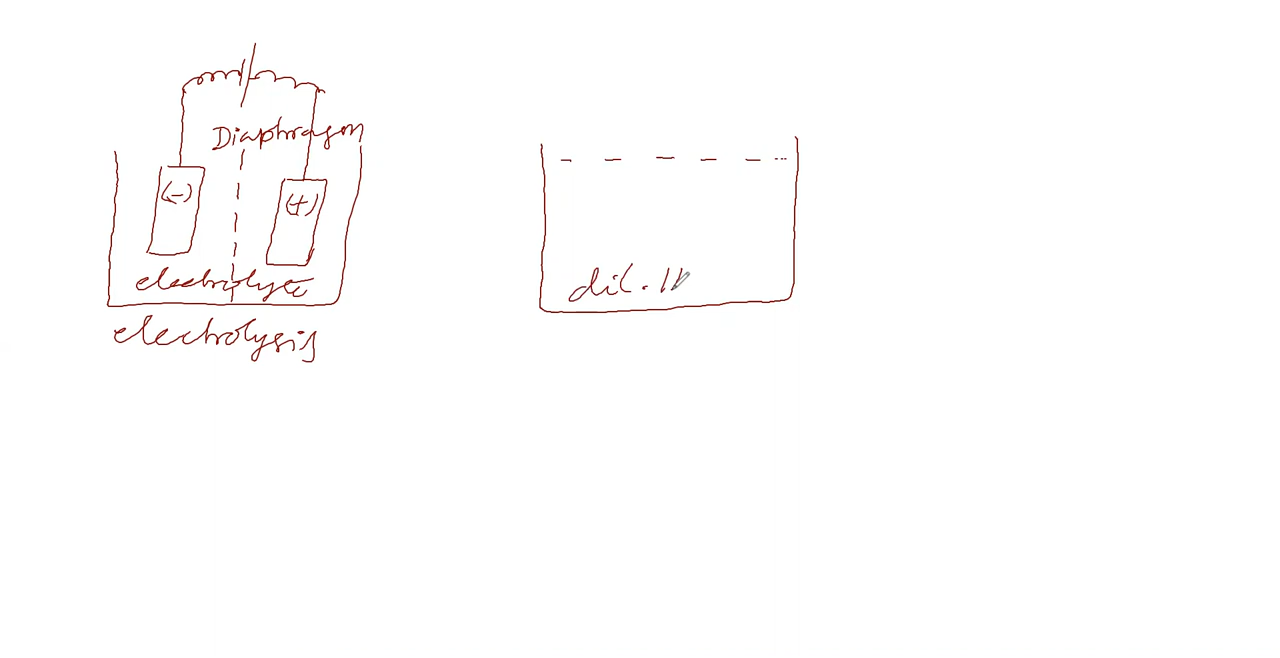 Diaphragm
(-)
(+)
electrolyte
electrolysis
dil.